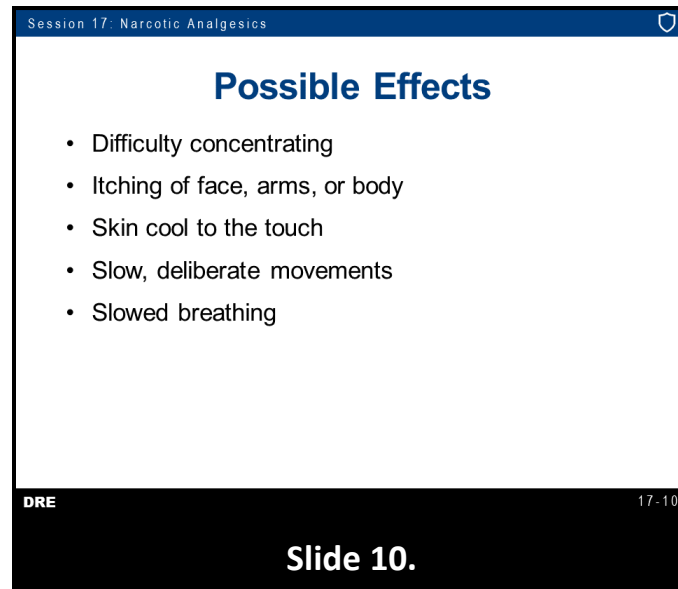 Session 17: Narcotic Analgesics
Possible Effects
• Difficulty concentrating
• Itching of face, arms, or body
• Skin cool to the touch
• Slow, deliberate movements
• Slowed breathing
DRE 17-10
Slide 10.